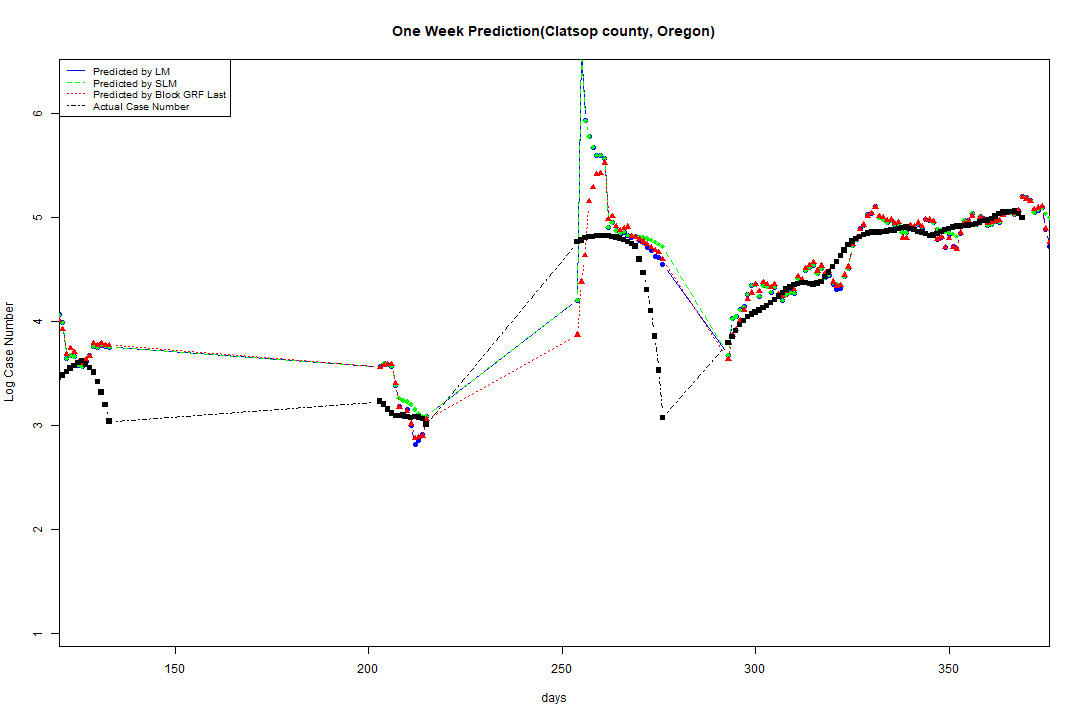 One Week Prediction(Clatsop county, Oregon)
Predicted by LM
Predicted by SLM
Predicted by Block GRF Last
Actual Case Number
Log Case Number
6
5
4
3
2
1
150 200 250 300 350
days